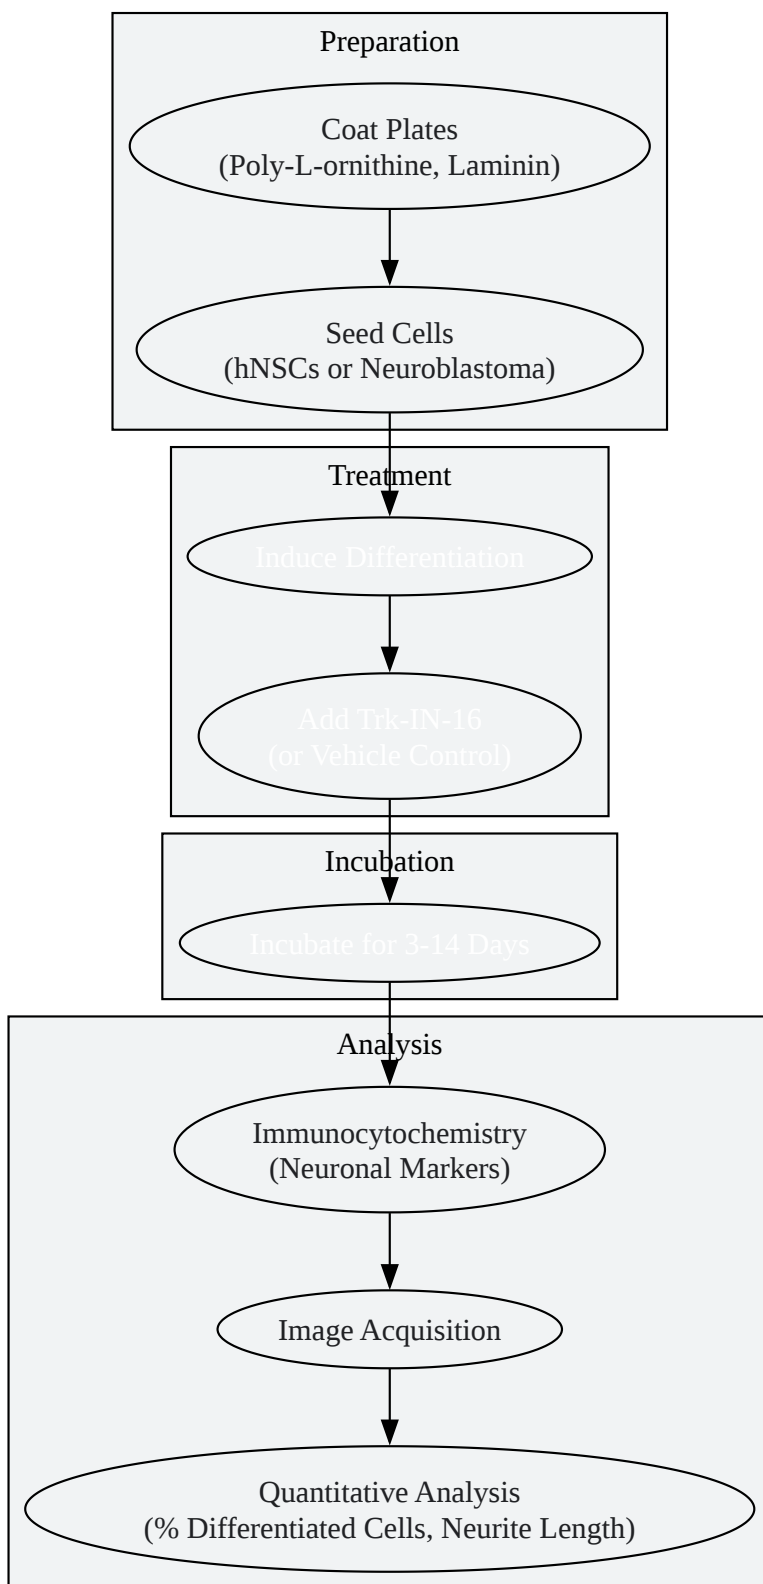 Preparation
Coat Plates
(Poly-L-ornithine, Laminin)
Seed Cells
(hNSCs or Neuroblastoma)
Treatment
Induce Differentiation
Add Trk-IN-16
(or Vehicle Control)
Incubation
Incubate for 3-14 Days
Analysis
Immunocytochemistry
(Neuronal Markers)
Image Acquisition
Quantitative Analysis
(% Differentiated Cells, Neurite Length)